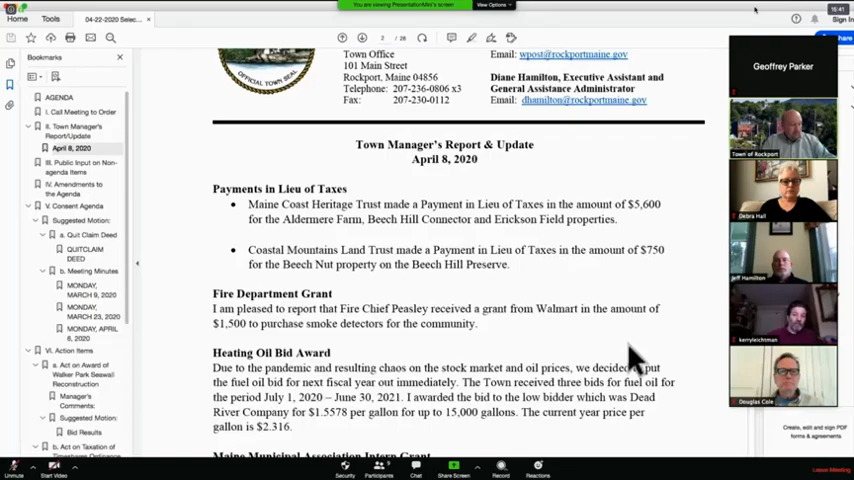 You are viewing PresentationMini's screen
View Options
15:41
Home
Tools
04-22-2020 Selec...
×
Sign In
2 / 28
Share
Bookmarks
×
AGENDA
I. Call Meeting to Order
II. Town Manager's
Report/Update
April 8, 2020
III. Public Input on Non-
agenda Items
IV. Amendments to the
Agenda
V. Consent Agenda
Suggested Motion:
a. Quit Claim Deed
QUITCLAIM
DEED
b. Meeting Minutes
MONDAY,
MARCH 9, 2020
MONDAY,
MARCH 23, 2020
MONDAY, APRIL
6, 2020
VI. Action Items
a. Act on Award of
Walker Park Seawall
Reconstruction
Manager's
Comments:
Suggested Motion:
Bid Results
b. Act on Taxation of
OFFICIAL TOWN SEAL
Town Office
101 Main Street
Rockport, Maine 04856
Telephone: 207-236-0806 x3
Fax: 207-230-0112
Email: wpost@rockportmaine.gov
Diane Hamilton, Executive Assistant and
General Assistance Administrator
Email: dhamilton@rockportmaine.gov
Town Manager's Report & Update
April 8, 2020
Payments in Lieu of Taxes
• Maine Coast Heritage Trust made a Payment in Lieu of Taxes in the amount of $5,600
for the Aldermere Farm, Beech Hill Connector and Erickson Field properties.
• Coastal Mountains Land Trust made a Payment in Lieu of Taxes in the amount of $750
for the Beech Nut property on the Beech Hill Preserve.
Fire Department Grant
I am pleased to report that Fire Chief Peasley received a grant from Walmart in the amount of
$1,500 to purchase smoke detectors for the community.
Heating Oil Bid Award
Due to the pandemic and resulting chaos on the stock market and oil prices, we decided put
the fuel oil bid for next fiscal year out immediately. The Town received three bids for fuel oil for
the period July 1, 2020 – June 30, 2021. I awarded the bid to the low bidder which was Dead
River Company for $1.5578 per gallon for up to 15,000 gallons. The current year price per
gallon is $2.316.
Maine Municipal Association Intern Grant
Geoffrey Parker
Town of Rockport
Debra Hall
Jeff Hamilton
kerryleichtman
Douglas Cole
Create, edit and sign PDF
forms & agreements
Unmute
Start Video
Security
Participants
5
Chat
Share Screen
Record
Reactions
Leave Meeting